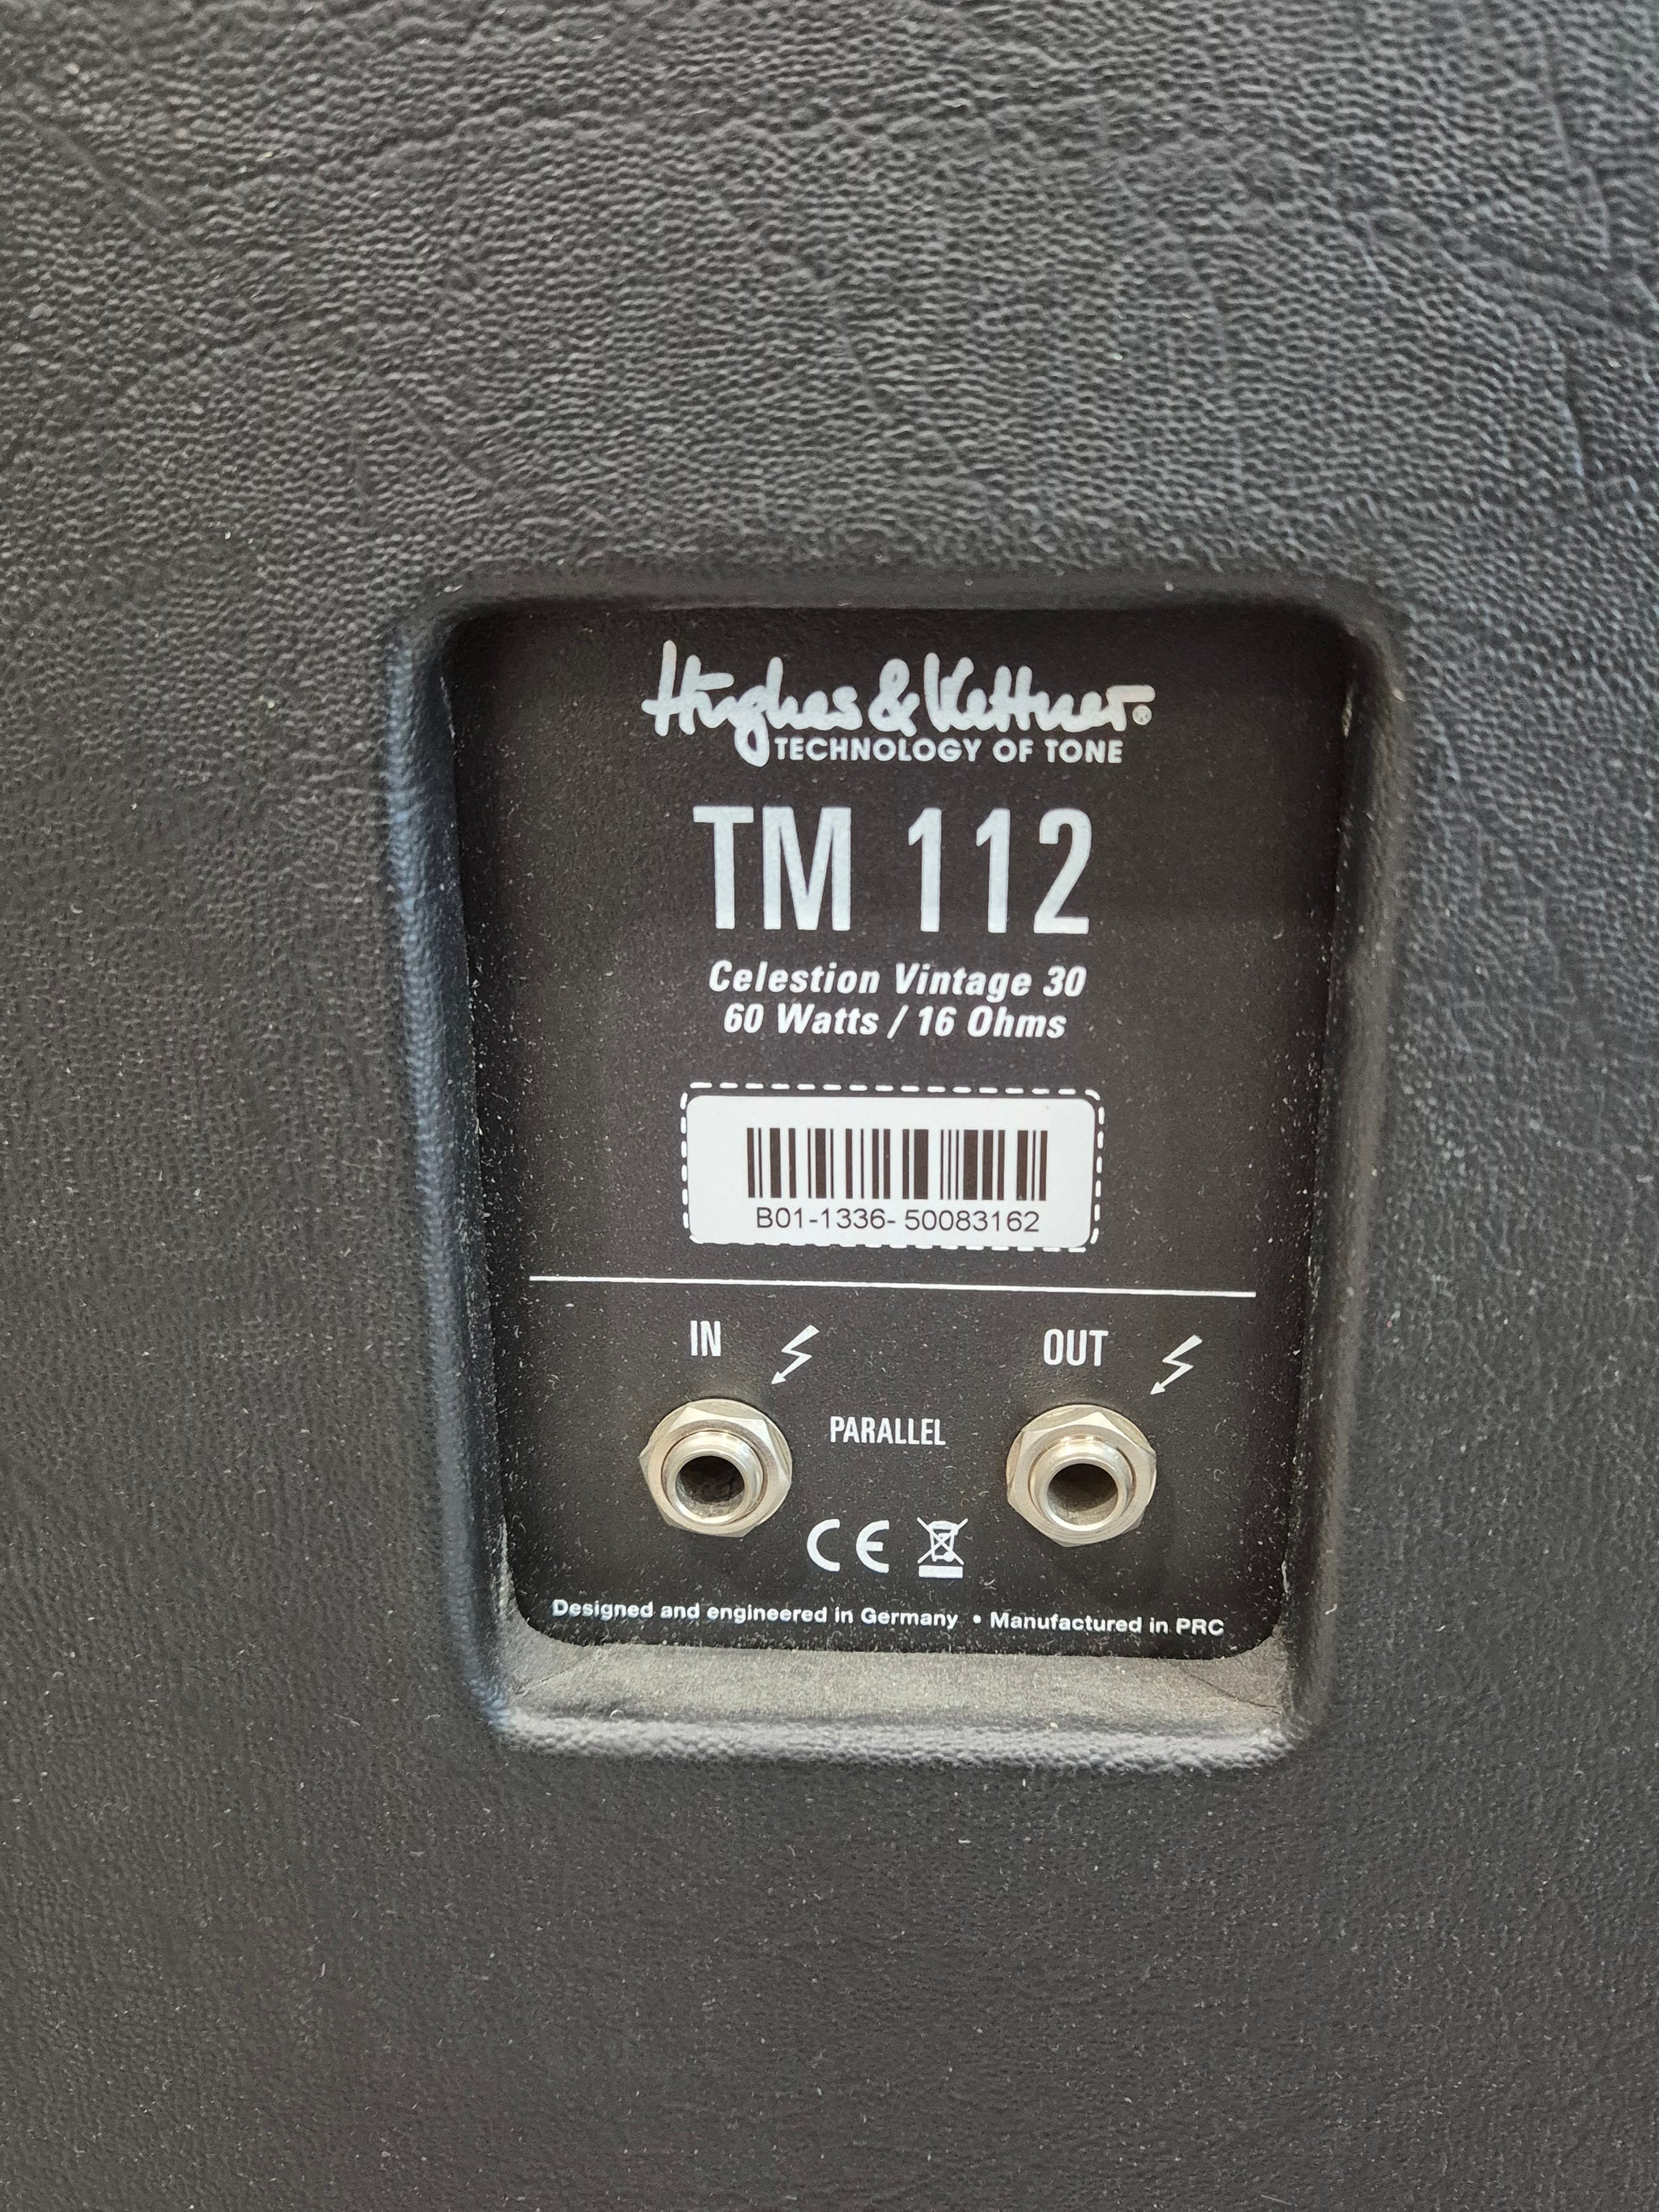 Hughes & Kettner®
TECHNOLOGY OF TONE
TM 112
Celestion Vintage 30
60 Watts / 16 Ohms
B01-1336- 50083162
IN OUT
PARALLEL
CE
Designed and engineered in Germany • Manufactured in PRC